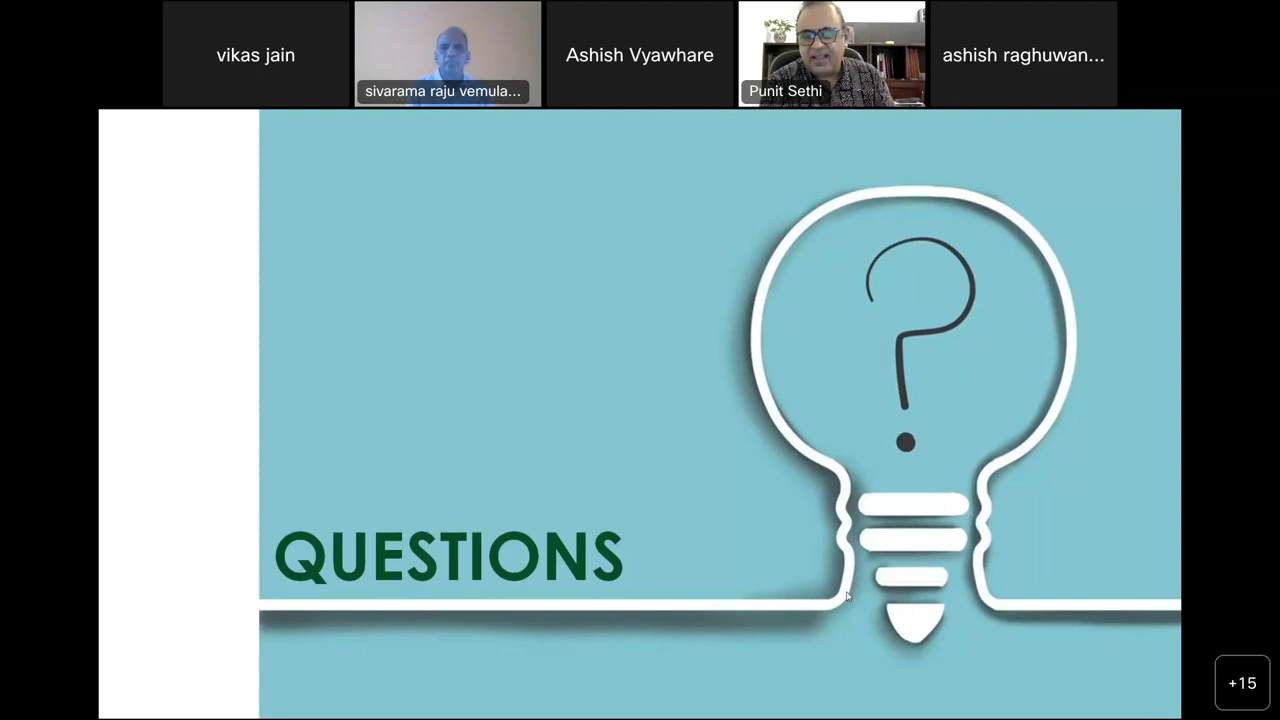 vikas jain
sivarama raju vemula...
Ashish Vyawhare
Punit Sethi
ashish raghuwan...
?
QUESTIONS
+15